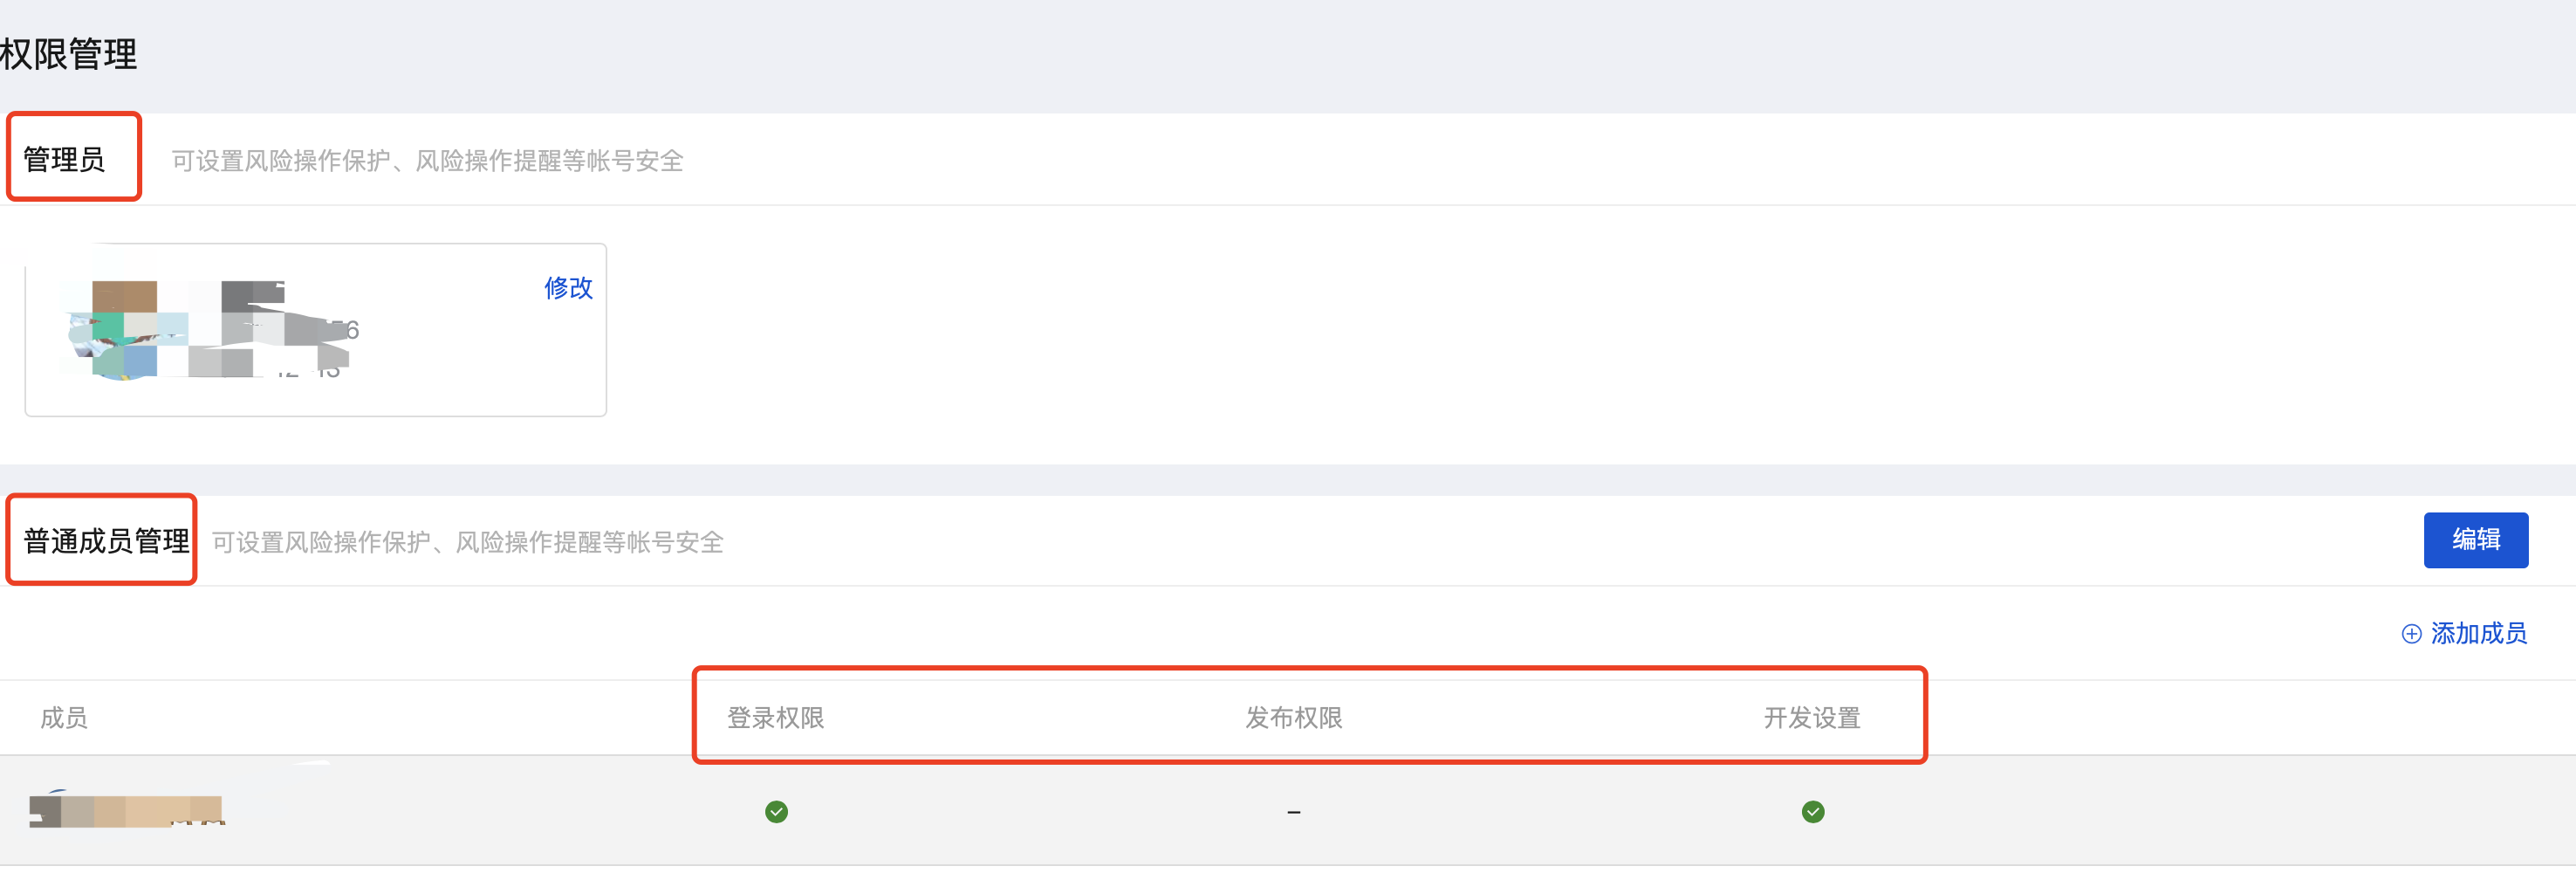 权限管理
管理员 可设置风险操作保护、风险操作提醒等帐号安全
修改
普通成员管理 可设置风险操作保护、风险操作提醒等帐号安全 编辑
添加成员
成员 登录权限 发布权限 开发设置
–